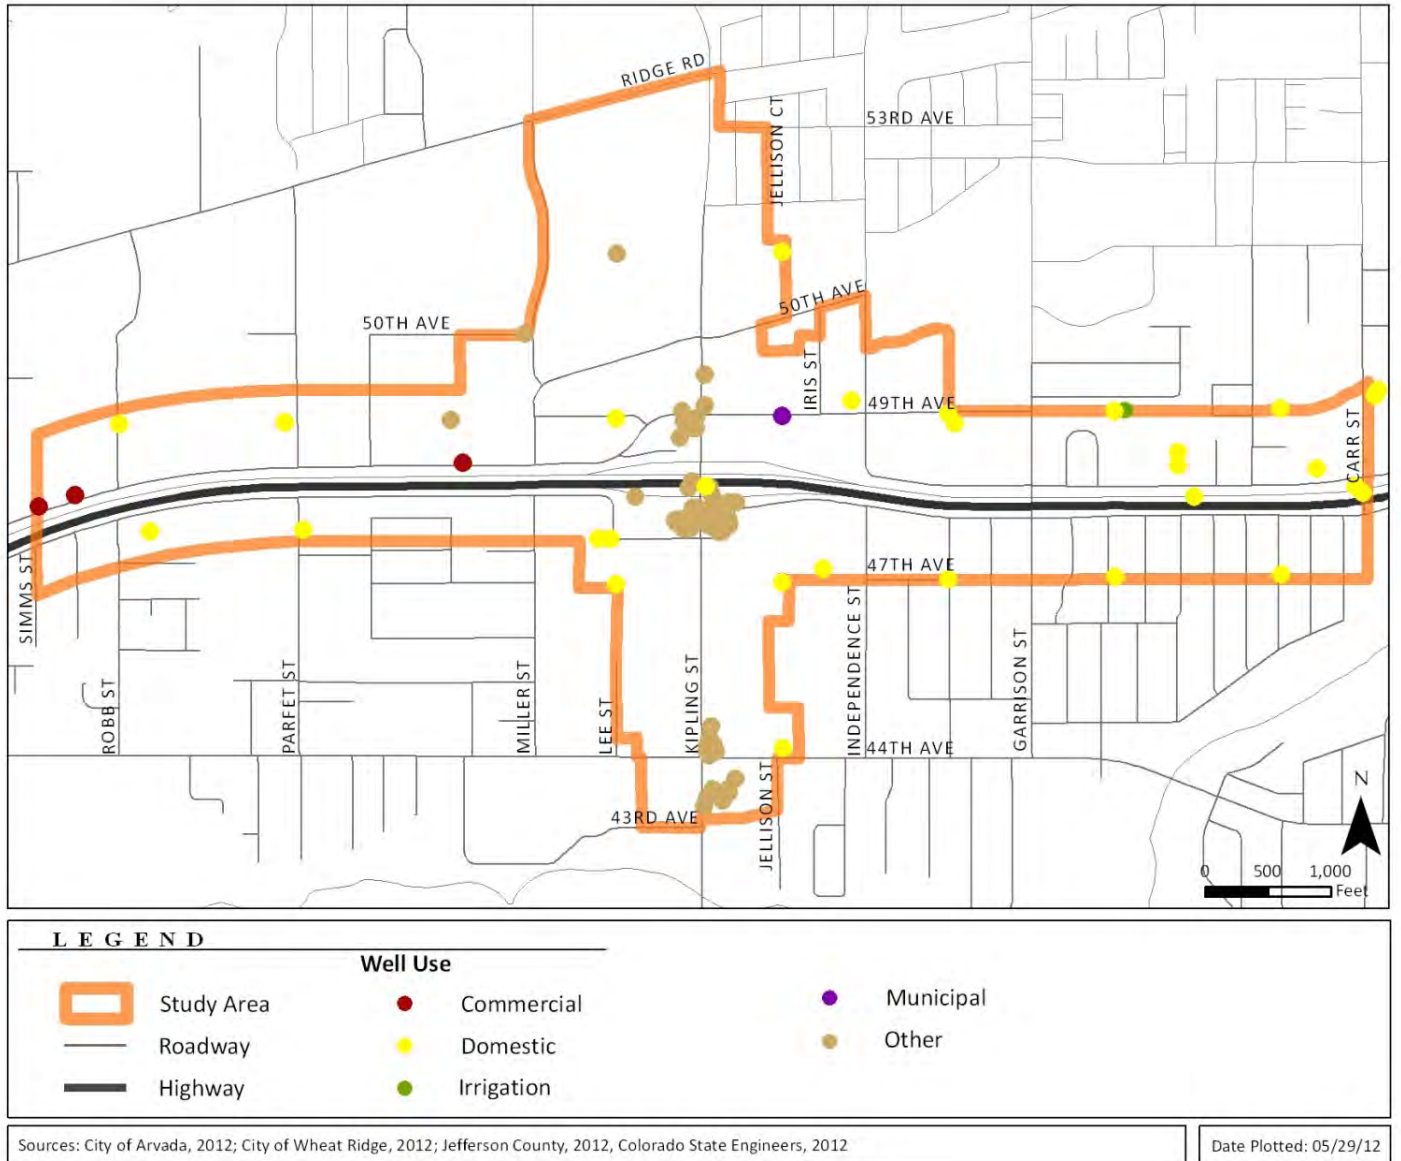 RIDGE RD
JELLISON CT
53RD AVE
50TH AVE
50TH AVE
IRIS ST
49TH AVE
CARR ST
SIMMS ST
47TH AVE
ROBB ST
PARFET ST
MILLER ST
LEE ST
KIPLING ST
INDEPENDENCE ST
GARRISON ST
44TH AVE
JELLISON ST
43RD AVE
N
0 500 1,000
Feet
LEGEND
Well Use
Study Area
Commercial
Municipal
Roadway
Domestic
Other
Highway
Irrigation
Sources: City of Arvada, 2012; City of Wheat Ridge, 2012; Jefferson County, 2012, Colorado State Engineers, 2012
Date Plotted: 05/29/12